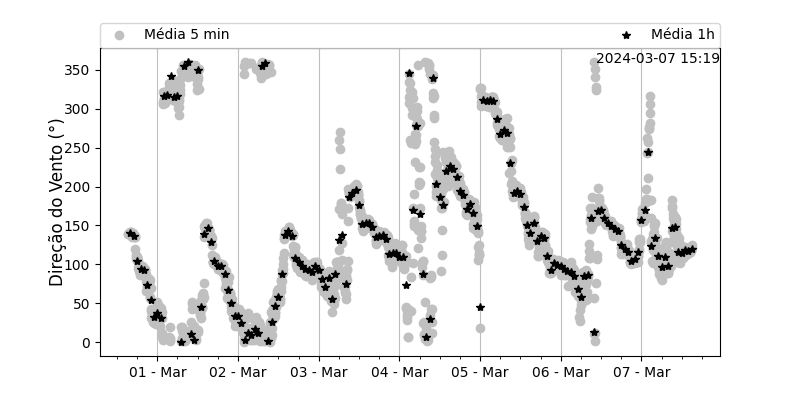 Média 5 min
Média 1h
2024-03-07 15:19
Direção do Vento (°)
350
300
250
200
150
100
50
0
01 - Mar
02 - Mar
03 - Mar
04 - Mar
05 - Mar
06 - Mar
07 - Mar